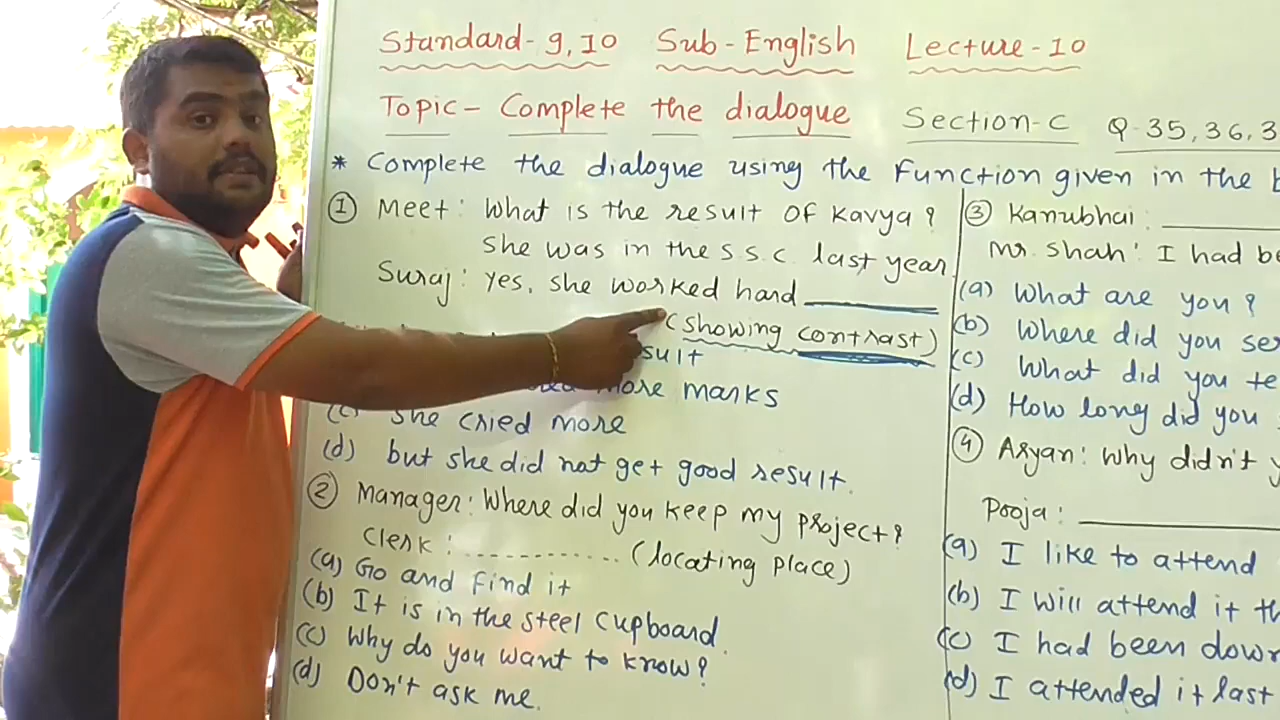 Standard-9,10 Sub-English Lecture-10
Topic- Complete the dialogue Section-C Q-35,36,3
* Complete the dialogue using the Function given in the
① Meet: What is the result of Kavya?
She was in the S.S.C. last year.
Suraj: Yes, she worked hard ________
(showing contrast)
more marks
(c) She cried more
(d) but she did not get good result.
② Manager: Where did you keep my project?
Clerk: ............... (locating place)
(a) Go and find it
(b) It is in the steel cupboard.
(c) Why do you want to know?
(d) Don't ask me.
③ Kanubhai: ________
Mr. Shah: I had
(a) What are you?
(b) Where did you
(c) What did you
(d) How long did you
④ Aryan: Why didn't
Pooja: ________
(a) I like to attend
(b) I will attend it
(c) I had been
(d) I attended it last